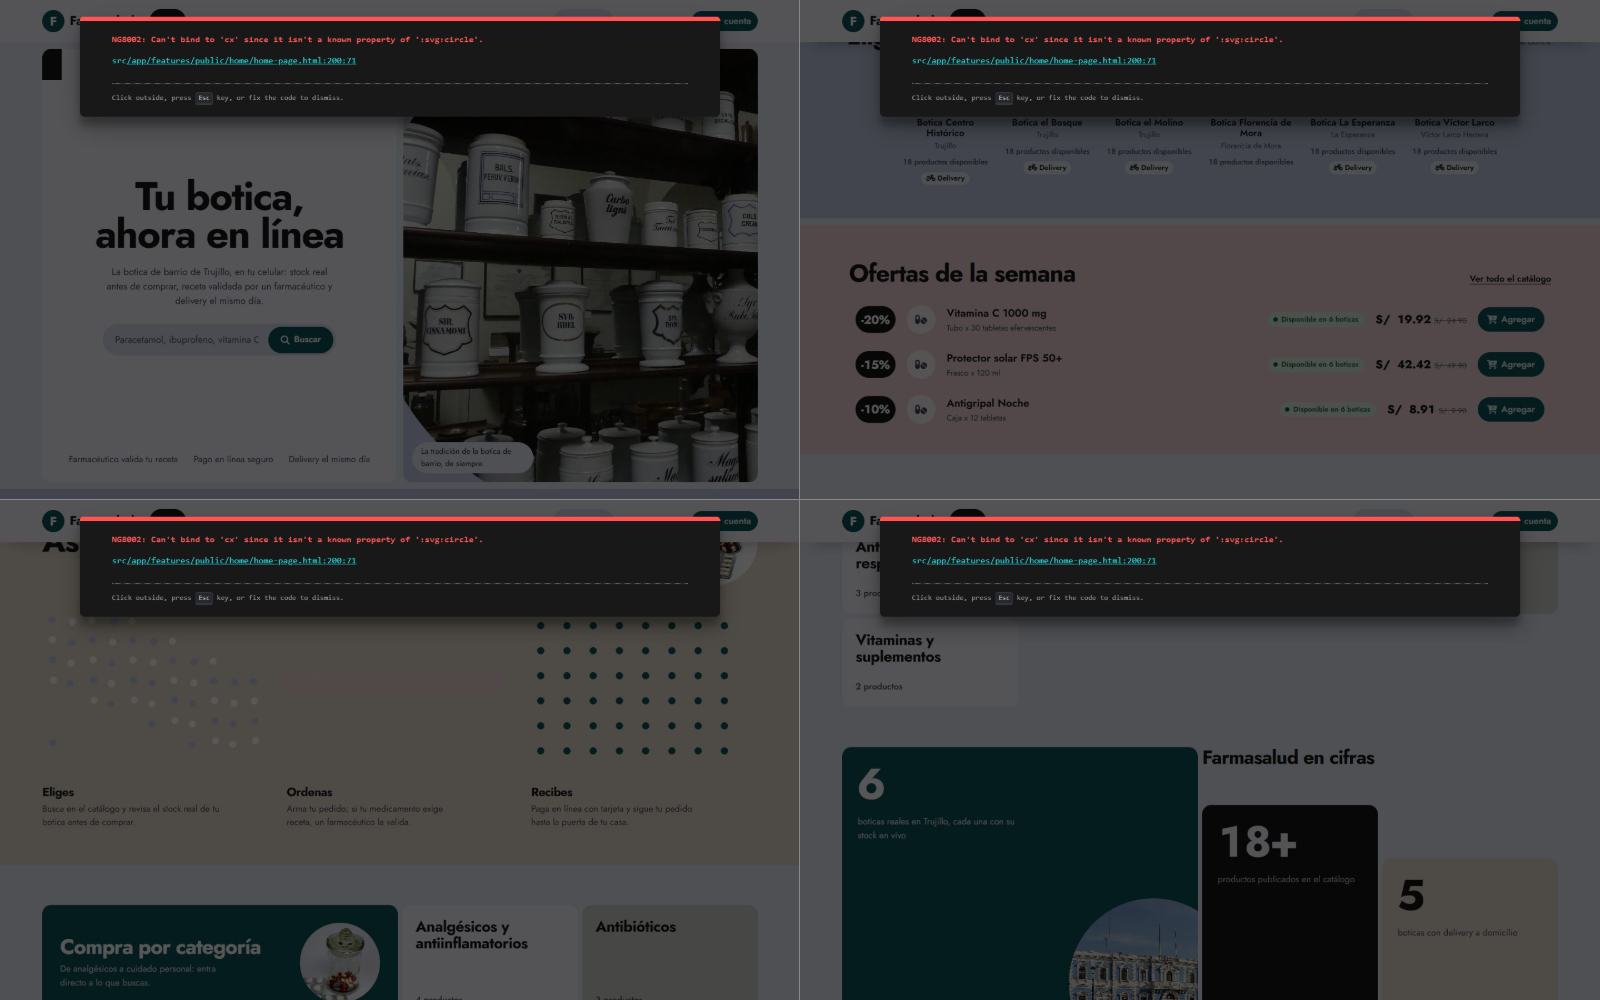 F
cuenta
NG8002: Can't bind to 'cx' since it isn't a known property of ':svg:circle'.
src/app/features/public/home/home-page.html:200:71
Click outside, press Esc key, or fix the code to dismiss.
Tu botica,
ahora en línea
La botica de barrio de Trujillo, en tu celular: stock real
antes de comprar, receta validada por un farmacéutico y
delivery el mismo día.
Paracetamol, ibuprofeno, vitamina C
Buscar
Farmacéutico valida tu receta
Pago en línea seguro
Delivery el mismo día
BALS.
PERUV. VER.
Carbo
ligni
SIR.
CINNAMOMI
SYR.
La tradición de la botica de
barrio, de siempre
F
cuenta
NG8002: Can't bind to 'cx' since it isn't a known property of ':svg:circle'.
src/app/features/public/home/home-page.html:200:71
Click outside, press Esc key, or fix the code to dismiss.
Botica Centro
Histórico
Trujillo
18 productos disponibles
Delivery
Botica el Bosque
Trujillo
18 productos disponibles
Delivery
Botica el Molino
Trujillo
18 productos disponibles
Delivery
Botica Florencia de
Mora
Florencia de Mora
18 productos disponibles
Botica La Esperanza
La Esperanza
18 productos disponibles
Delivery
Botica Víctor Larco
Víctor Larco Herrera
18 productos disponibles
Delivery
Ofertas de la semana
Ver todo el catálogo
-20%
Vitamina C 1000 mg
Tubo x 30 tabletas efervescentes
Disponible en 6 boticas
S/ 19.92 S/ 24.90
Agregar
-15%
Protector solar FPS 50+
Frasco x 120 ml
Disponible en 6 boticas
S/ 42.42 S/ 49.90
Agregar
-10%
Antigripal Noche
Caja x 12 tabletas
Disponible en 6 boticas
S/ 8.91 S/ 9.90
Agregar
F
cuenta
NG8002: Can't bind to 'cx' since it isn't a known property of ':svg:circle'.
src/app/features/public/home/home-page.html:200:71
Click outside, press Esc key, or fix the code to dismiss.
Eliges
Busca en el catálogo y revisa el stock real de tu
botica antes de comprar.
Ordenas
Arma tu pedido; si tu medicamento exige
receta, un farmacéutico la valida.
Recibes
Paga en línea con tarjeta y sigue tu pedido
hasta la puerta de tu casa.
Compra por categoría
De analgésicos a cuidado personal: entra
directo a lo que buscas.
Analgésicos y
antiinflamatorios
Antibióticos
F
cuenta
NG8002: Can't bind to 'cx' since it isn't a known property of ':svg:circle'.
src/app/features/public/home/home-page.html:200:71
Click outside, press Esc key, or fix the code to dismiss.
Vitaminas y
suplementos
2 productos
6
boticas reales en Trujillo, cada una con su
stock en vivo
Farmasalud en cifras
18+
productos publicados en el catálogo
5
boticas con delivery a domicilio